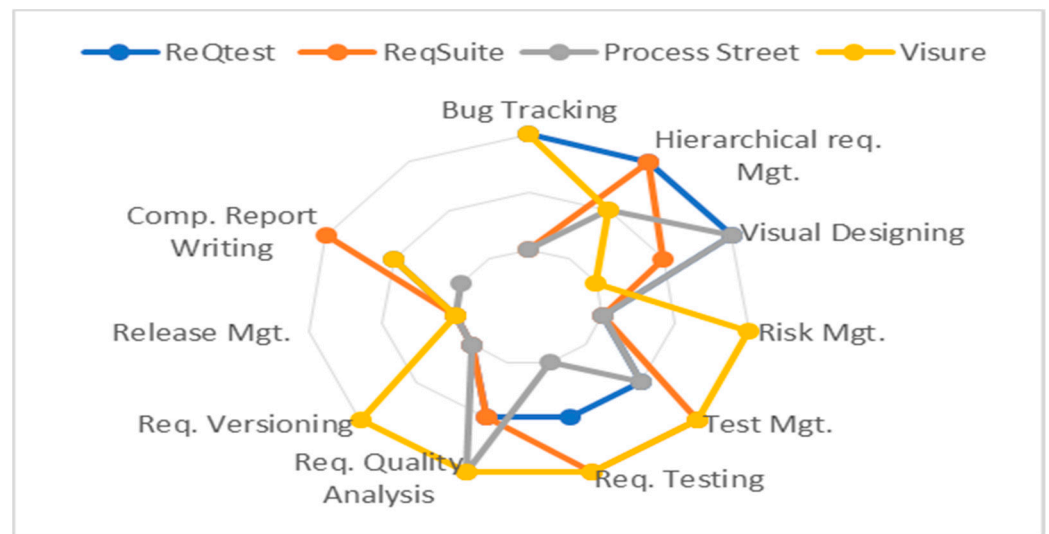 ReQtest ReqSuite Process Street Visure
Bug Tracking
Hierarchical req.
Mgt.
Visual Designing
Risk Mgt.
Test Mgt.
Req. Testing
Req. Quality
Analysis
Req. Versioning
Release Mgt.
Comp. Report
Writing